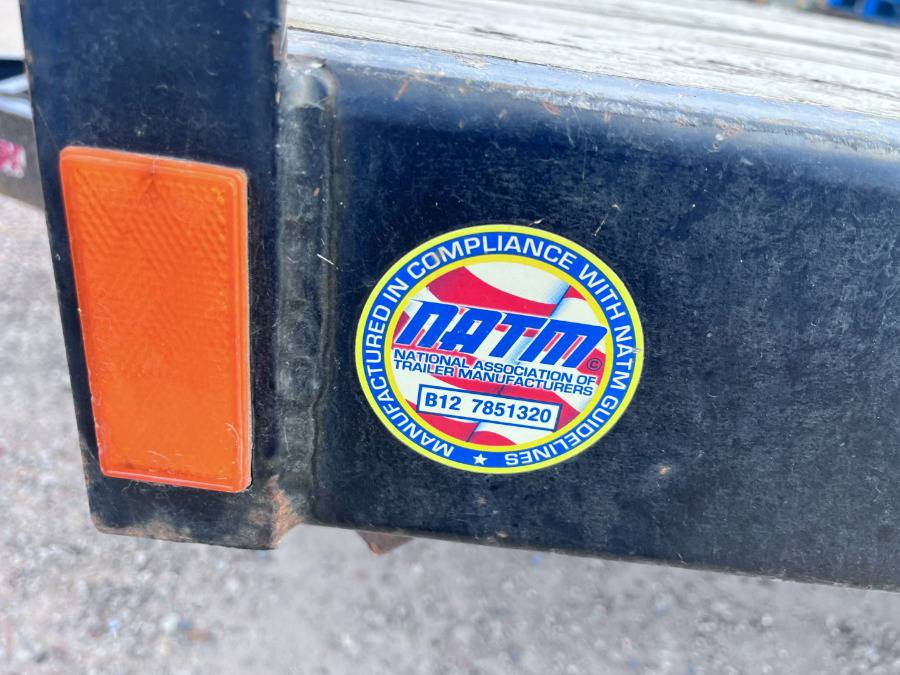 MANUFACTURED IN COMPLIANCE WITH NATM GUIDELINES ★
NATM ©
NATIONAL ASSOCIATION OF
TRAILER MANUFACTURERS
B12 7851320